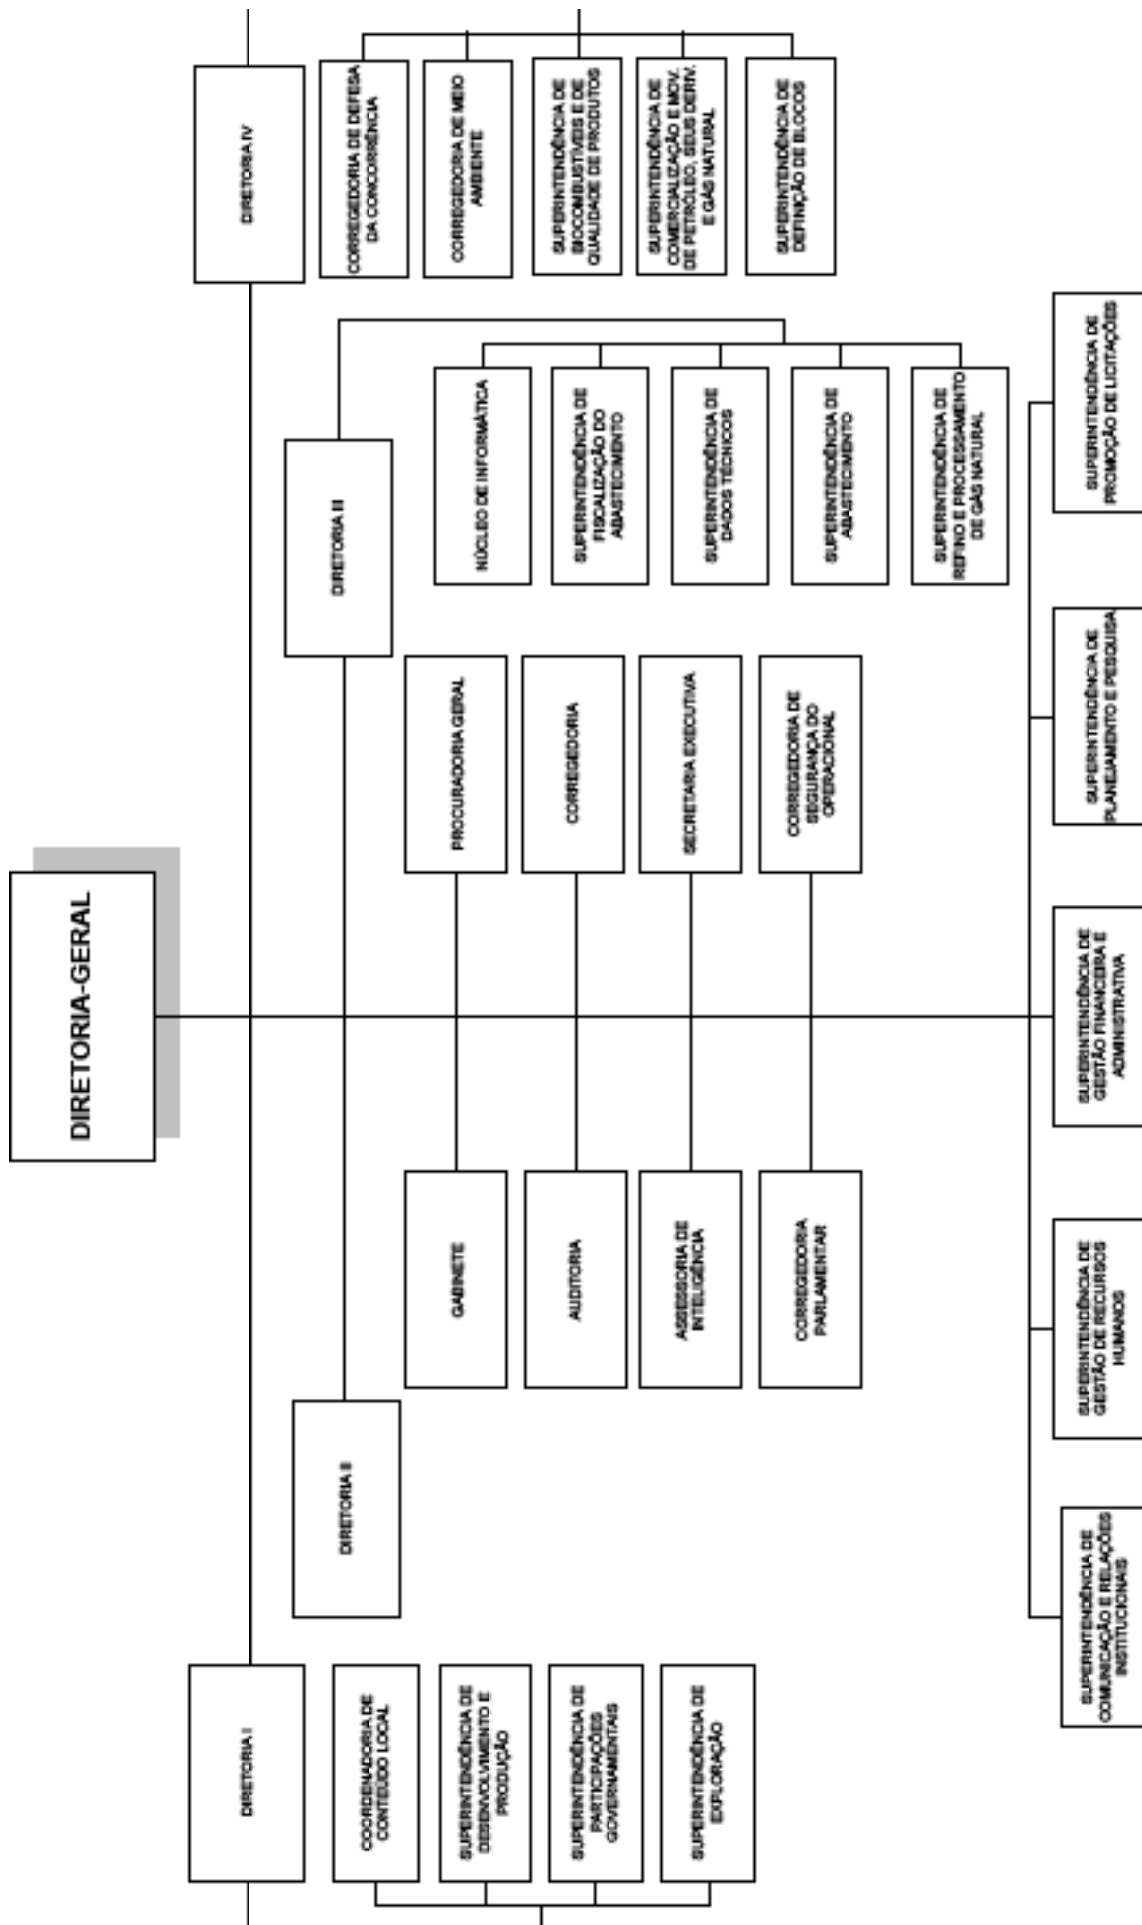 DIRETORIA-GERAL
DIRETORIA I
DIRETORIA IV
DIRETORIA II
DIRETORIA III
COORDENADORIA DE
CONTEÚDO LOCAL
SUPERINTENDÊNCIA DE
DESENVOLVIMENTO E
PRODUÇÃO
SUPERINTENDÊNCIA DE
PARTICIPAÇÕES
GOVERNAMENTAIS
SUPERINTENDÊNCIA DE
EXPLORAÇÃO
GABINETE
AUDITORIA
ASSESSORIA DE
INTELIGÊNCIA
CORREGEDORIA
PARLAMENTAR
PROCURADORIA GERAL
CORREGEDORIA
SECRETARIA EXECUTIVA
CORREGEDORIA DE
SEGURANÇA DO
OPERACIONAL
NÚCLEO DE INFORMÁTICA
SUPERINTENDÊNCIA DE
FISCALIZAÇÃO DO
ABASTECIMENTO
SUPERINTENDÊNCIA DE
DADOS TÉCNICOS
SUPERINTENDÊNCIA DE
ABASTECIMENTO
SUPERINTENDÊNCIA DE
REFINO E PROCESSAMENTO
DE GÁS NATURAL
CORREGEDORIA DE DEFESA
DA CONCORRÊNCIA
CORREGEDORIA DE MEIO
AMBIENTE
SUPERINTENDÊNCIA DE
BIOCOMBUSTÍVEIS E DE
QUALIDADE DE PRODUTOS
SUPERINTENDÊNCIA DE
COMERCIALIZAÇÃO E MOV.
DE PETRÓLEO, SEUS DERIV.
E GÁS NATURAL
SUPERINTENDÊNCIA DE
DEFINIÇÃO DE BLOCOS
SUPERINTENDÊNCIA DE
COMUNICAÇÃO E RELAÇÕES
INSTITUCIONAIS
SUPERINTENDÊNCIA DE
GESTÃO DE RECURSOS
HUMANOS
SUPERINTENDÊNCIA DE
GESTÃO FINANCEIRA E
ADMINISTRATIVA
SUPERINTENDÊNCIA DE
PLANEJAMENTO E PESQUISA
SUPERINTENDÊNCIA DE
PROMOÇÃO DE LICITAÇÕES